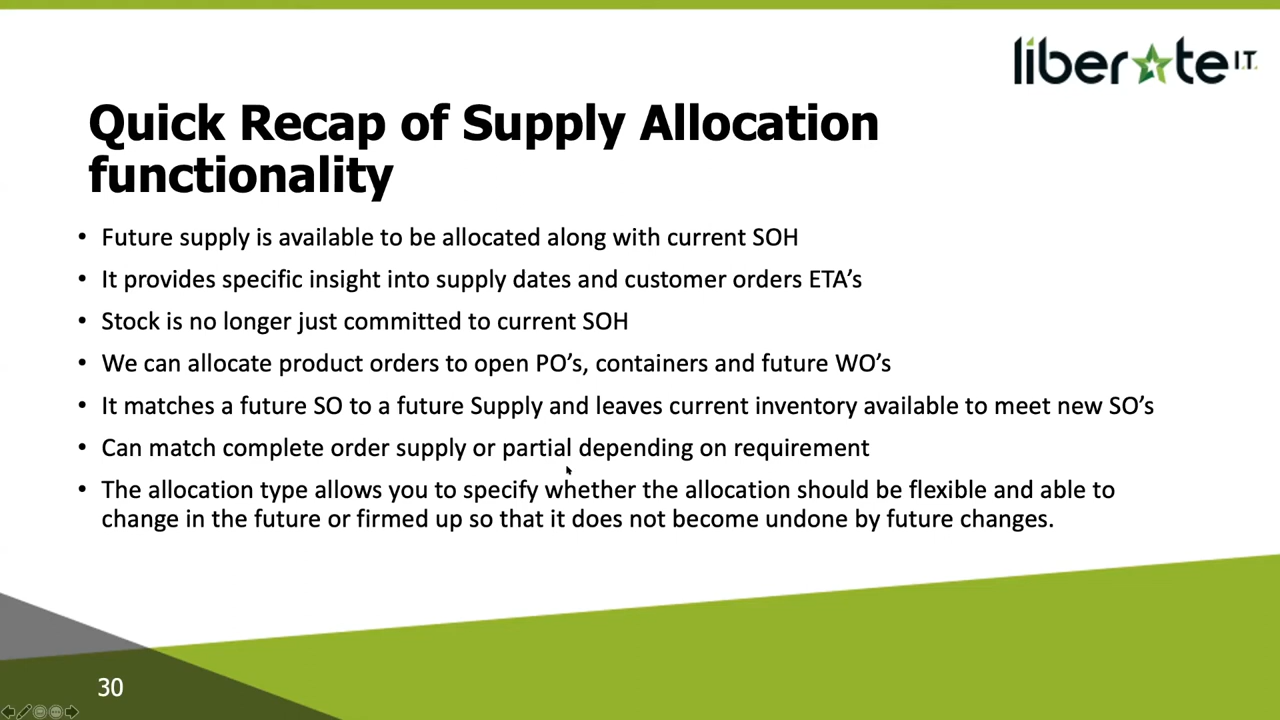 liber★te I.T.
Quick Recap of Supply Allocation
functionality
• Future supply is available to be allocated along with current SOH
• It provides specific insight into supply dates and customer orders ETA’s
• Stock is no longer just committed to current SOH
• We can allocate product orders to open PO’s, containers and future WO’s
• It matches a future SO to a future Supply and leaves current inventory available to meet new SO’s
• Can match complete order supply or partial depending on requirement
• The allocation type allows you to specify whether the allocation should be flexible and able to
change in the future or firmed up so that it does not become undone by future changes.
30